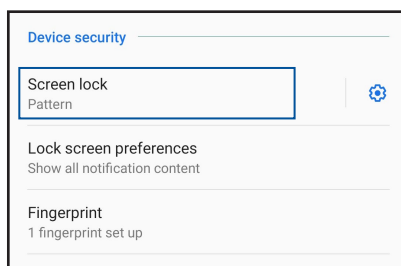 Device security
Screen lock
Pattern
Lock screen preferences
Show all notification content
Fingerprint
1 fingerprint set up